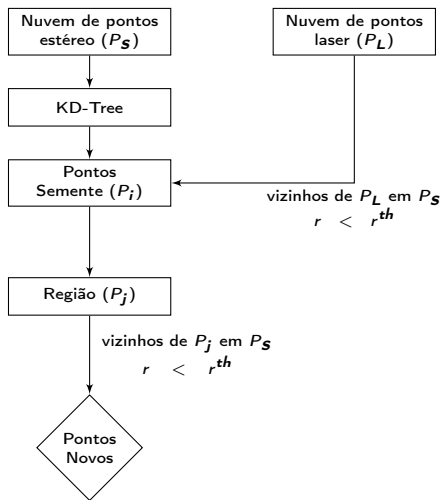 Nuvem de pontos
estéreo (P_S)
Nuvem de pontos
laser (P_L)
KD-Tree
Pontos
Semente (P_i)
vizinhos de P_L em P_S
r < r^th
Região (P_j)
vizinhos de P_j em P_S
r < r^th
Pontos
Novos